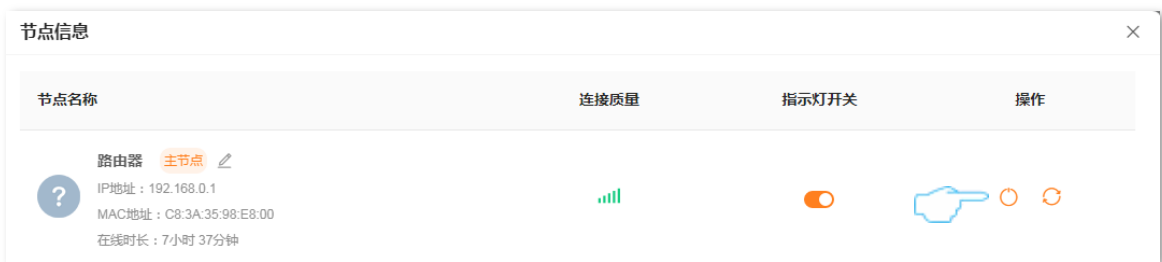 节点信息
节点名称 连接质量 指示灯开关 操作
路由器 主节点
IP地址：192.168.0.1
MAC地址：C8:3A:35:98:E8:00
在线时长：7小时 37分钟